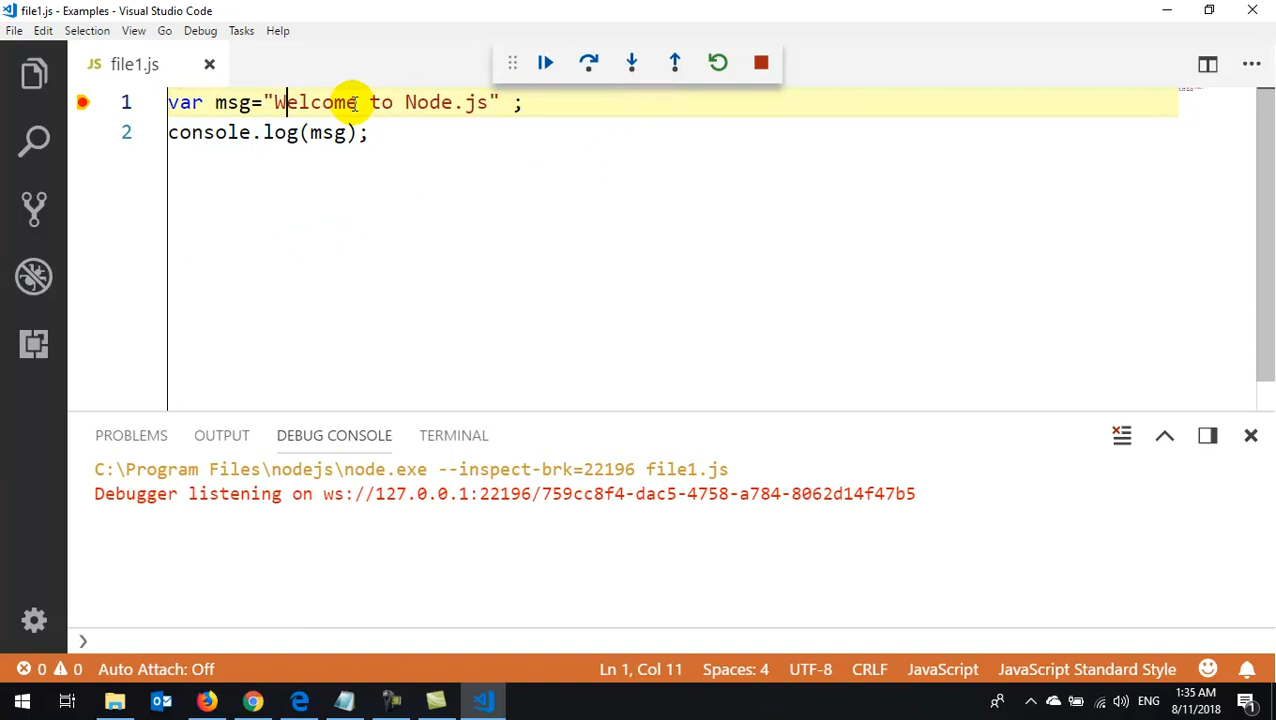 file1.js - Examples - Visual Studio Code
File Edit Selection View Go Debug Tasks Help
JS file1.js
1 var msg="Welcome to Node.js" ;
2 console.log(msg);
PROBLEMS OUTPUT DEBUG CONSOLE TERMINAL
C:\Program Files\nodejs\node.exe --inspect-brk=22196 file1.js
Debugger listening on ws://127.0.0.1:22196/759cc8f4-dac5-4758-a784-8062d14f47b5
0 0 Auto Attach: Off Ln 1, Col 11 Spaces: 4 UTF-8 CRLF JavaScript JavaScript Standard Style
ENG
1:35 AM
8/11/2018
1